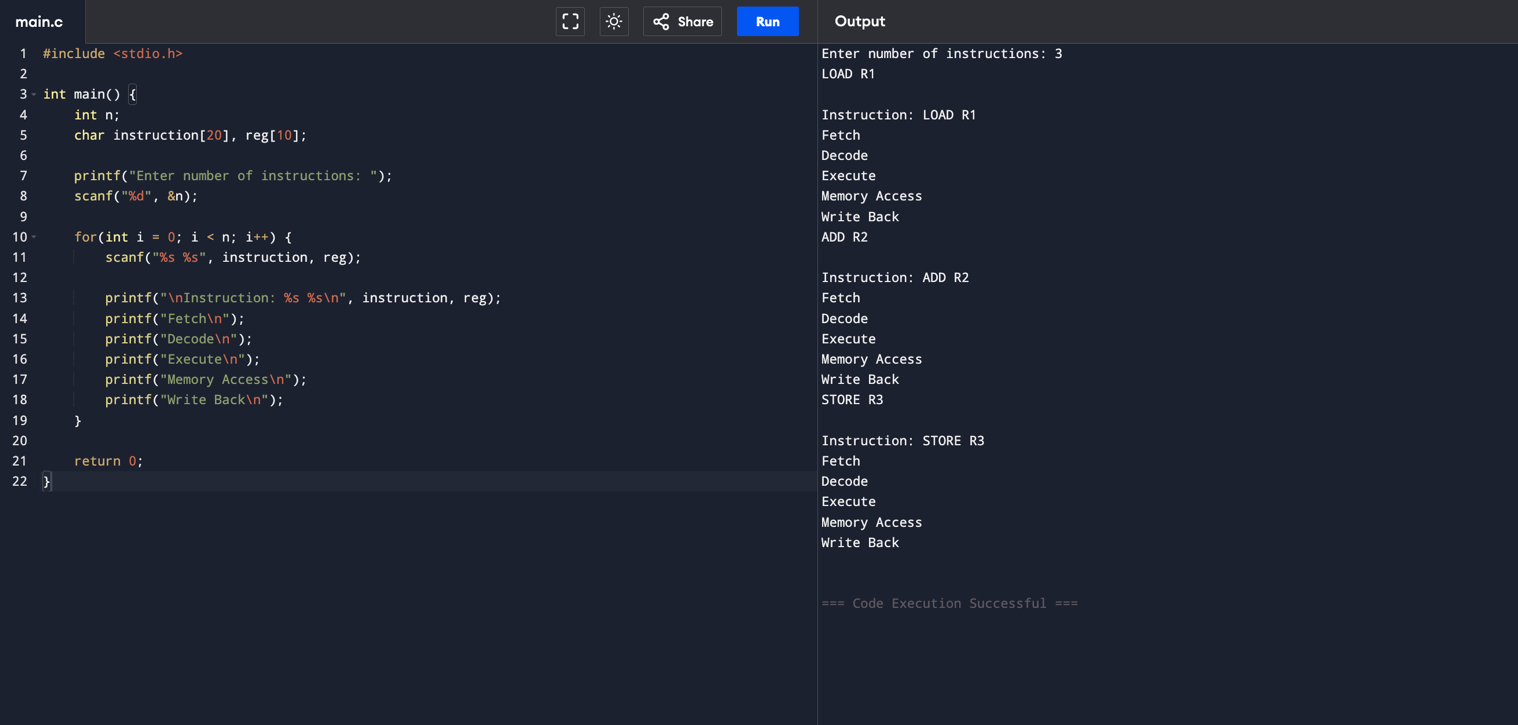 main.c
Share
Run
Output
1 #include <stdio.h>
2
3 int main() {
4     int n;
5     char instruction[20], reg[10];
6
7     printf("Enter number of instructions: ");
8     scanf("%d", &n);
9
10     for(int i = 0; i < n; i++) {
11         scanf("%s %s", instruction, reg);
12
13         printf("\nInstruction: %s %s\n", instruction, reg);
14         printf("Fetch\n");
15         printf("Decode\n");
16         printf("Execute\n");
17         printf("Memory Access\n");
18         printf("Write Back\n");
19     }
20
21     return 0;
22 }
Enter number of instructions: 3
LOAD R1
Instruction: LOAD R1
Fetch
Decode
Execute
Memory Access
Write Back
ADD R2
Instruction: ADD R2
Fetch
Decode
Execute
Memory Access
Write Back
STORE R3
Instruction: STORE R3
Fetch
Decode
Execute
Memory Access
Write Back
=== Code Execution Successful ===